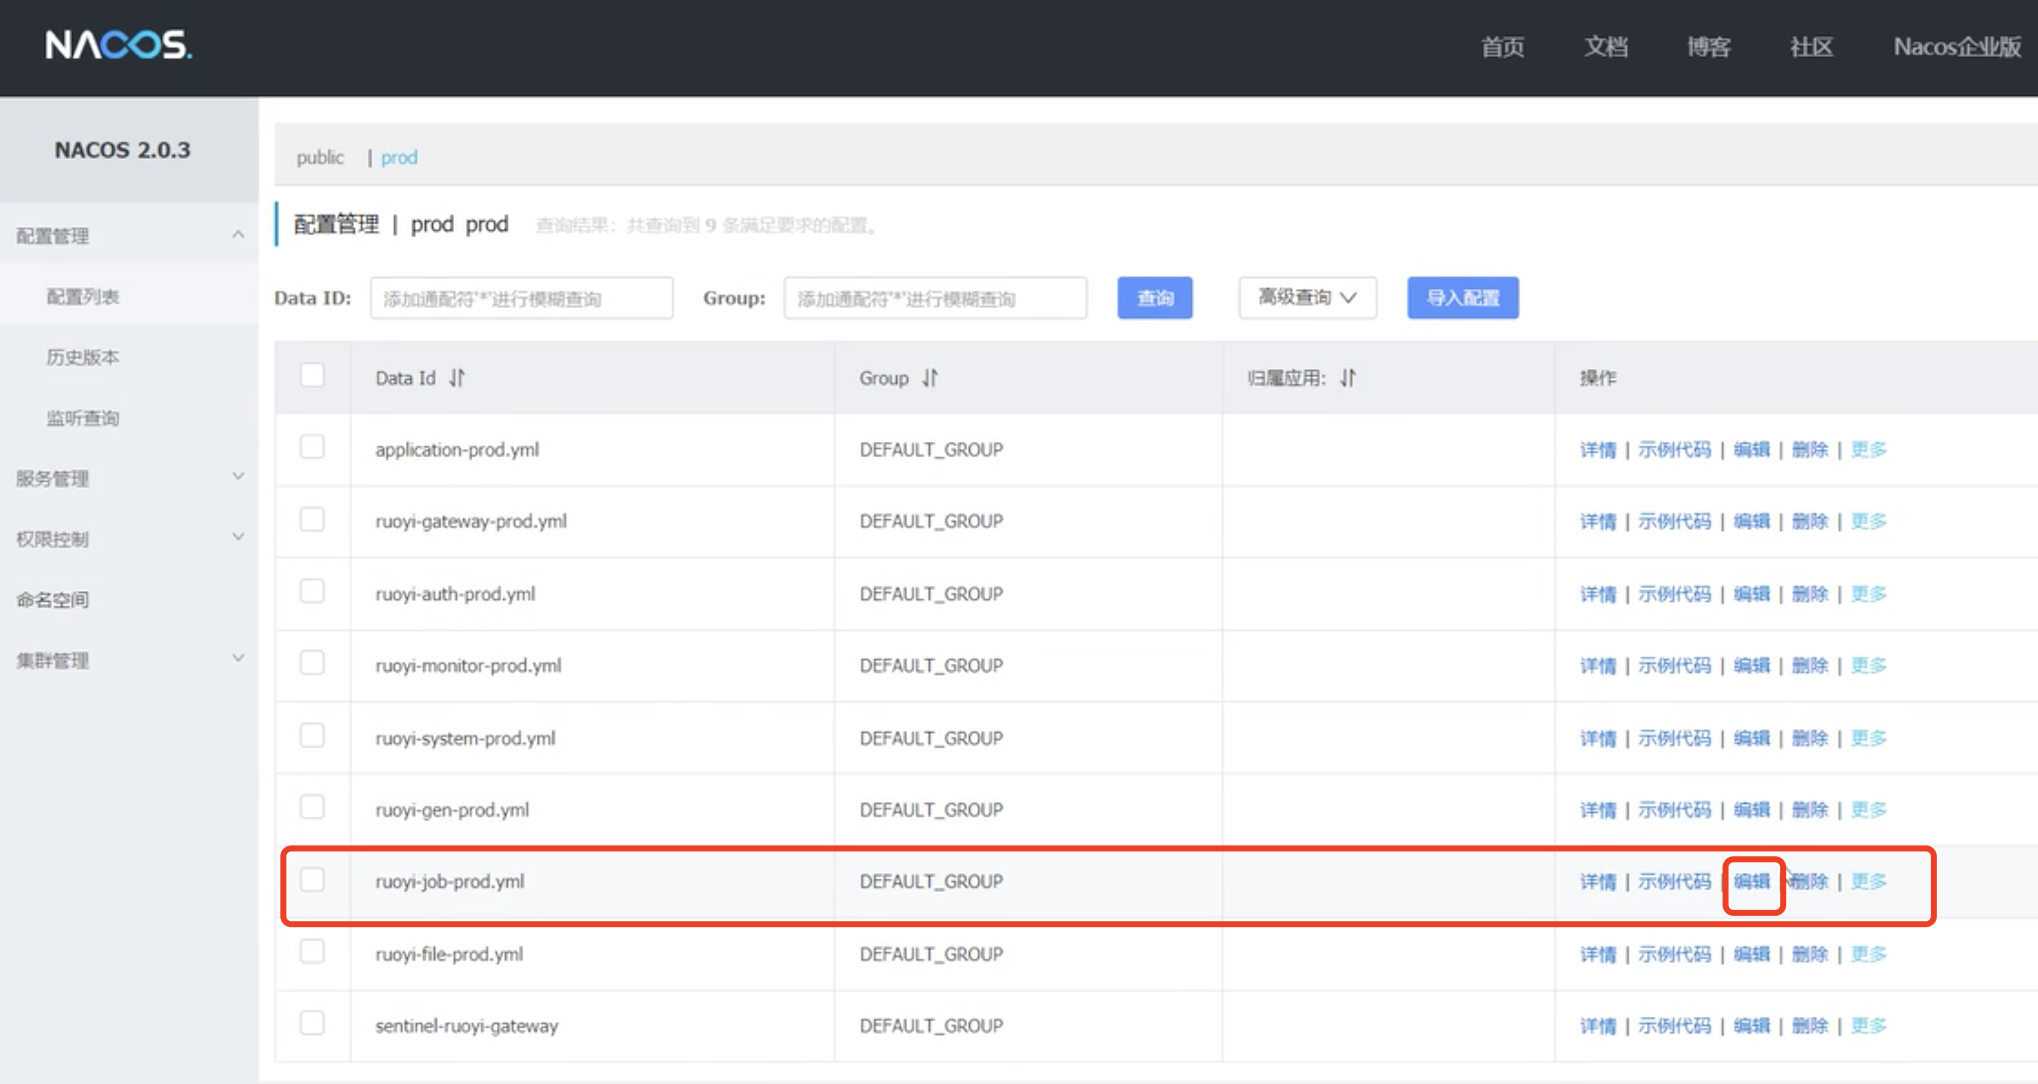 NACOS.
首页 文档 博客 社区 Nacos企业版
NACOS 2.0.3
配置管理
配置列表
历史版本
监听查询
服务管理
权限控制
命名空间
集群管理
public | prod
配置管理 | prod prod 查询结果：共查询到 9 条满足要求的配置。
Data ID: 添加通配符'*'进行模糊查询 Group: 添加通配符'*'进行模糊查询 查询 高级查询 导入配置
Data Id Group 归属应用: 操作
application-prod.yml DEFAULT_GROUP 详情 | 示例代码 | 编辑 | 删除 | 更多
ruoyi-gateway-prod.yml DEFAULT_GROUP 详情 | 示例代码 | 编辑 | 删除 | 更多
ruoyi-auth-prod.yml DEFAULT_GROUP 详情 | 示例代码 | 编辑 | 删除 | 更多
ruoyi-monitor-prod.yml DEFAULT_GROUP 详情 | 示例代码 | 编辑 | 删除 | 更多
ruoyi-system-prod.yml DEFAULT_GROUP 详情 | 示例代码 | 编辑 | 删除 | 更多
ruoyi-gen-prod.yml DEFAULT_GROUP 详情 | 示例代码 | 编辑 | 删除 | 更多
ruoyi-job-prod.yml DEFAULT_GROUP 详情 | 示例代码 | 编辑 删除 | 更多
ruoyi-file-prod.yml DEFAULT_GROUP 详情 | 示例代码 | 编辑 | 删除 | 更多
sentinel-ruoyi-gateway DEFAULT_GROUP 详情 | 示例代码 | 编辑 | 删除 | 更多